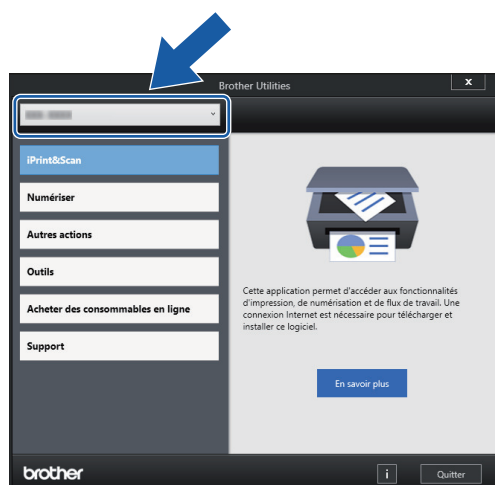 Brother Utilities
x
iPrint&Scan
Numériser
Autres actions
Outils
Acheter des consommables en ligne
Support
Cette application permet d'accéder aux fonctionnalités
d'impression, de numérisation et de flux de travail. Une
connexion Internet est nécessaire pour télécharger et
installer ce logiciel.
En savoir plus
brother
i
Quitter